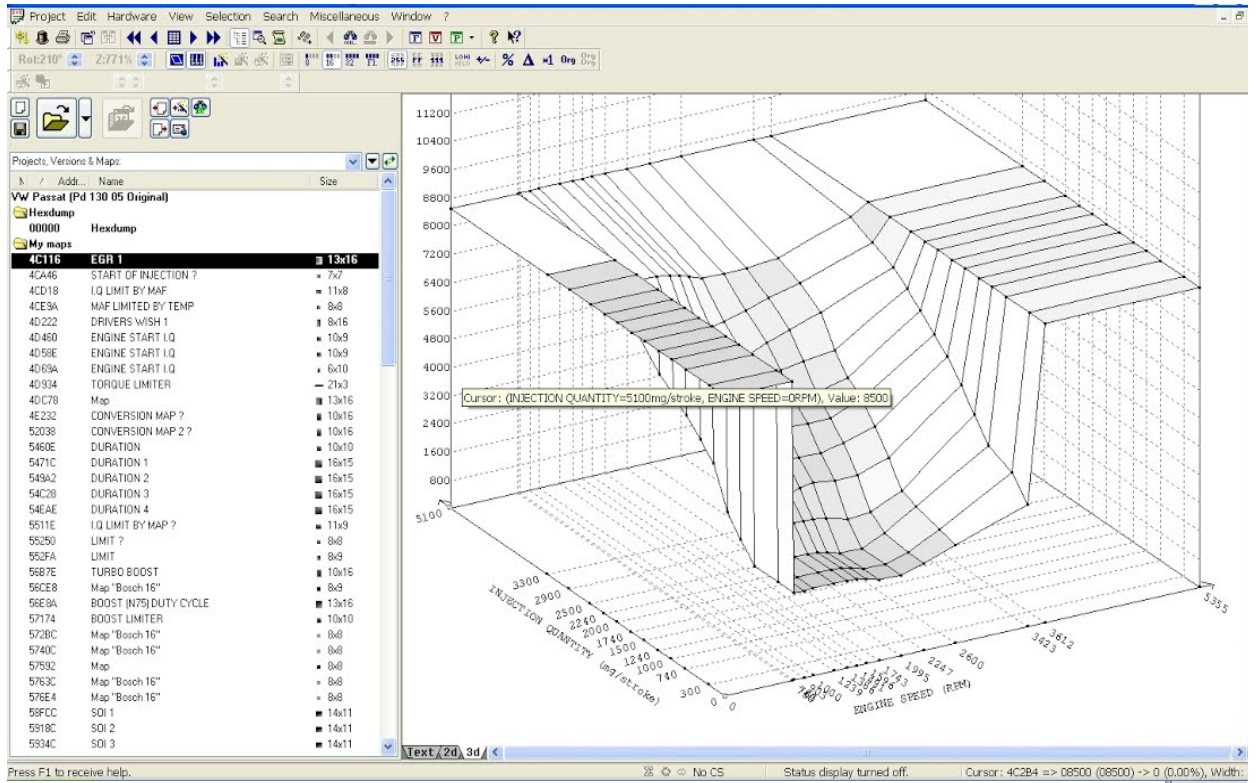 Project Edit Hardware View Selection Search Miscellaneous Window ?
Rot:210° Z:771%
Projects, Versions & Maps:
Addr... Name Size
VW Passat (Pd 130 05 Original)
Hexdump
00000 Hexdump
My maps
4C116 EGR 1 13x16
4CA46 START OF INJECTION ? 7x7
4CD18 I.Q LIMIT BY MAF 11x8
4CE9A MAF LIMITED BY TEMP 8x8
4D222 DRIVERS WISH 1 8x16
4D460 ENGINE START I.Q 10x9
4D58E ENGINE START I.Q 10x9
4D69A ENGINE START I.Q 6x10
4D934 TORQUE LIMITER 21x3
4DC78 Map 13x16
4E232 CONVERSION MAP ? 10x16
52038 CONVERSION MAP 2 ? 10x16
5460E DURATION 10x10
5471C DURATION 1 16x15
549A2 DURATION 2 16x15
54C28 DURATION 3 16x15
54EAE DURATION 4 16x15
5511E I.Q LIMIT BY MAP ? 11x9
55250 LIMIT ? 8x8
552FA LIMIT 8x9
56B7E TURBO BOOST 10x16
56CE8 Map "Bosch 16" 8x9
56E8A BOOST (N75) DUTY CYCLE 13x16
57174 BOOST LIMITER 10x10
572BC Map "Bosch 16" 8x8
5740C Map "Bosch 16" 8x8
57592 Map 8x8
5763C Map "Bosch 16" 8x8
576E4 Map "Bosch 16" 8x8
58FCC SOI 1 14x11
5918C SOI 2 14x11
5934C SOI 3 14x11
11200
10400
9600
8800
8000
7200
6400
5600
4800
4000
3200
2400
1600
800
Cursor: (INJECTION QUANTITY=5100mg/stroke, ENGINE SPEED=0RPM), Value: 8500
5100
3300
2900
2500
2240
2000
1740
1500
1240
1000
740
300
0
INJECTION QUANTITY (mg/stroke)
0
1000
1743
1995
2247
2600
3423
3612
5355
ENGINE SPEED (RPM)
Text 2d 3d
Press F1 to receive help. No CS Status display turned off. Cursor: 4C2B4 => 08500 (08500) -> 0 (0.00%), Width: